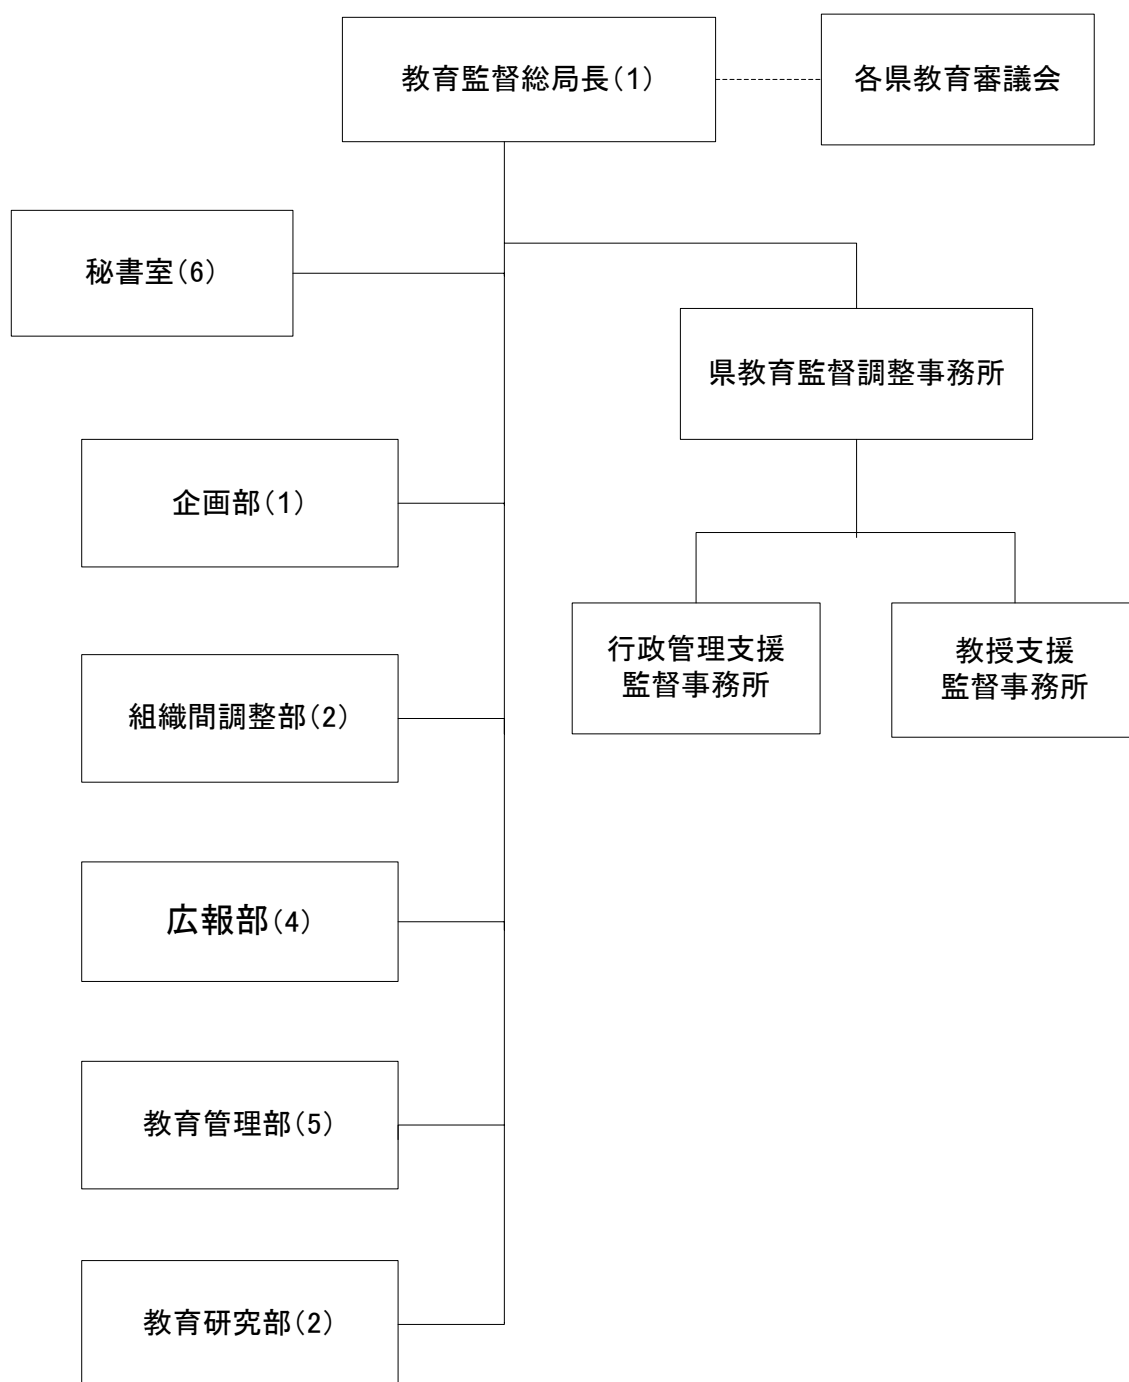 教育監督総局長（1）
各県教育審議会
秘書室（6）
県教育監督調整事務所
企画部（1）
行政管理支援
監督事務所
教授支援
監督事務所
組織間調整部（2）
広報部（4）
教育管理部（5）
教育研究部（2）